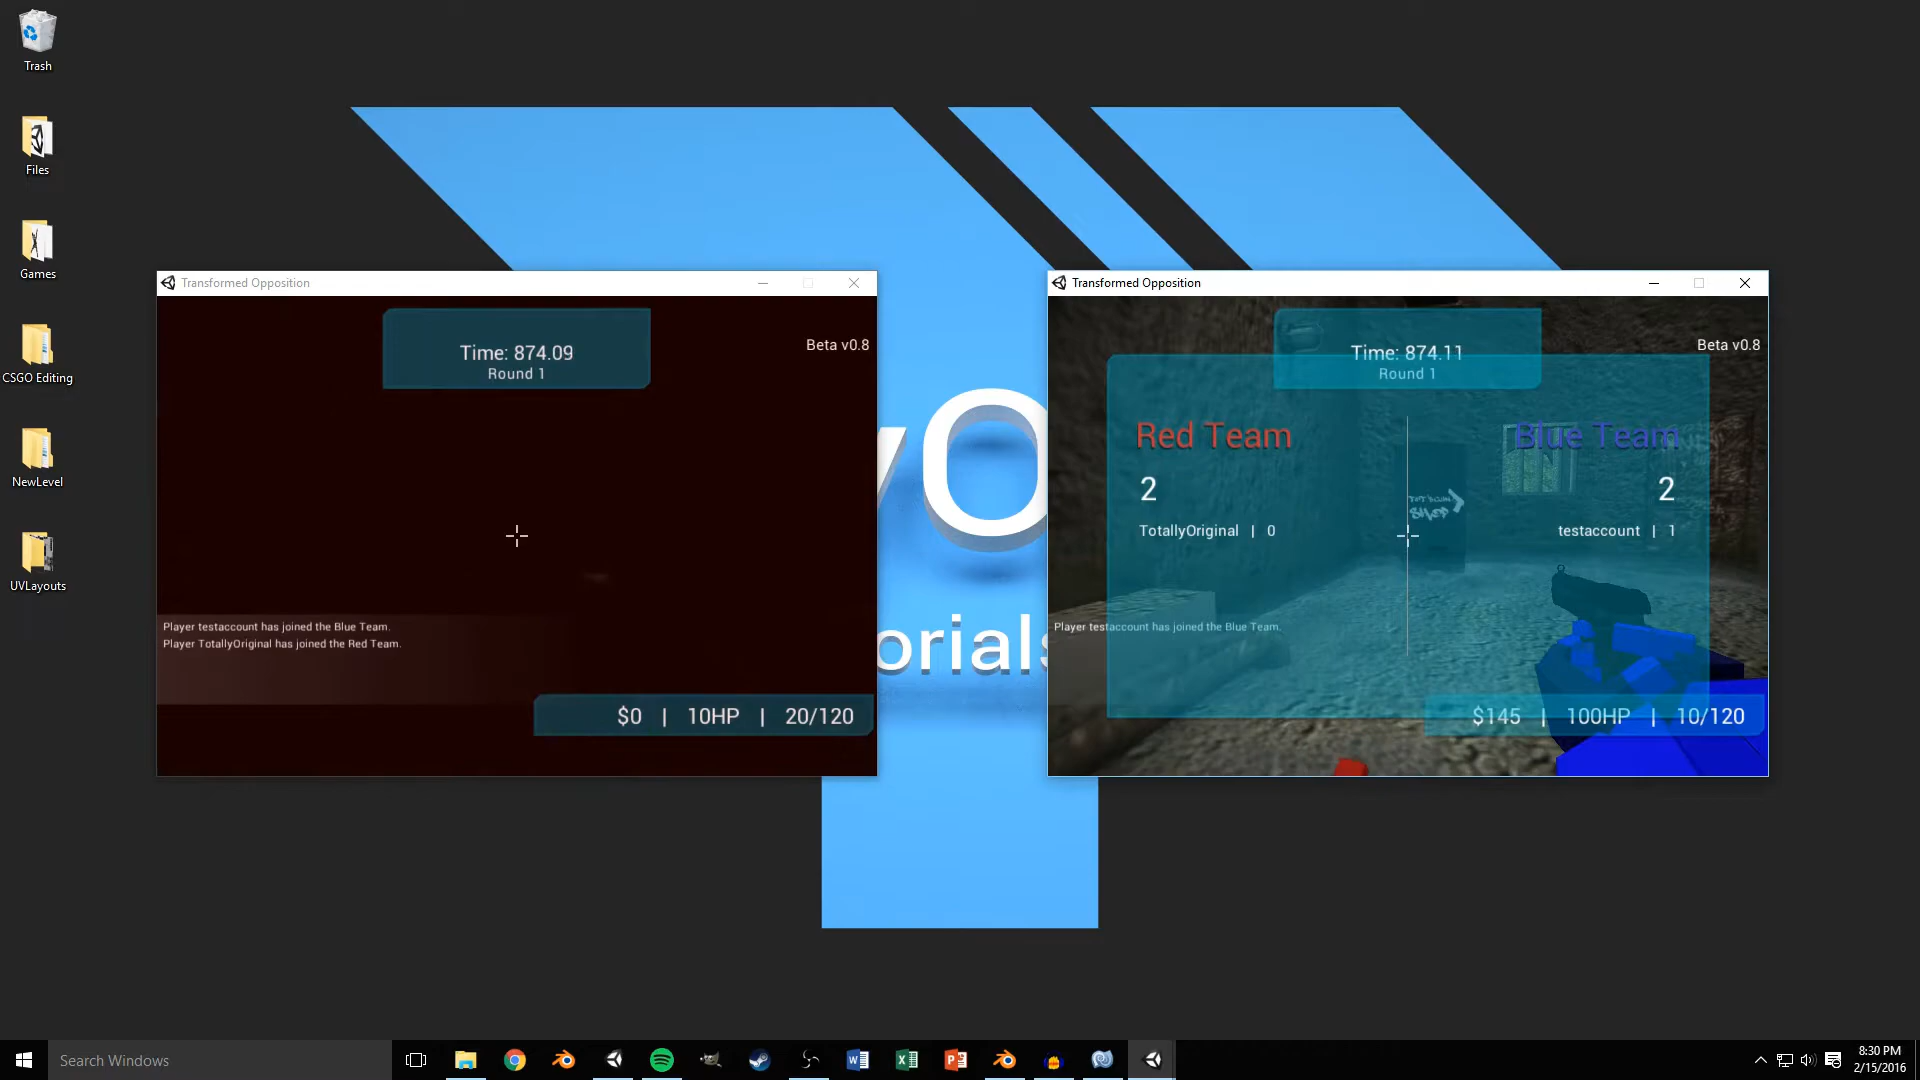 Trash
Files
Games
CSGO Editing
NewLevel
UVLayouts
Transformed Opposition
Time: 874.09
Round 1
Beta v0.8
Player testaccount has joined the Blue Team.
Player TotallyOriginal has joined the Red Team.
$0 | 10HP | 20/120
Transformed Opposition
Time: 874.11
Round 1
Beta v0.8
Red Team
Blue Team
2
2
TotallyOriginal | 0
testaccount | 1
SHOP
Player testaccount has joined the Blue Team.
$145 | 100HP | 10/120
orials
Search Windows
8:30 PM
2/15/2016